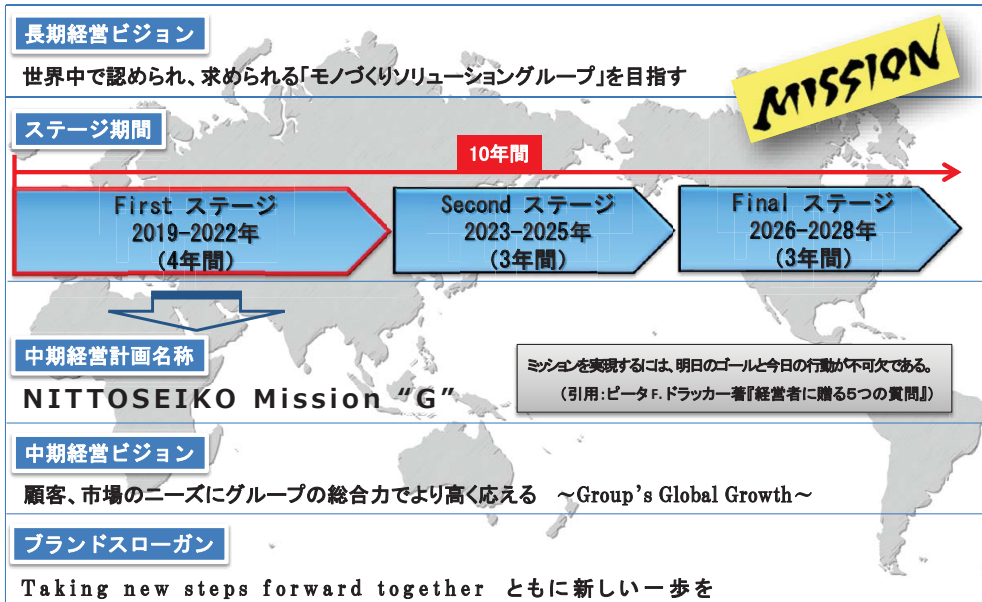 長期経営ビジョン
世界中で認められ、求められる「モノづくりソリューショングループ」を目指す
MISSION
ステージ期間
10年間
First ステージ
2019-2022年
(4年間)
Second ステージ
2023-2025年
(3年間)
Final ステージ
2026-2028年
(3年間)
中期経営計画名称
NITTOSEIKO Mission “G”
ミッションを実現するには、明日のゴールと今日の行動が不可欠である。
(引用:ピータF.ドラッカー著『経営者に贈る5つの質問』)
中期経営ビジョン
顧客、市場のニーズにグループの総合力でより高く応える ～Group’s Global Growth～
ブランドスローガン
Taking new steps forward together ともに新しい一歩を